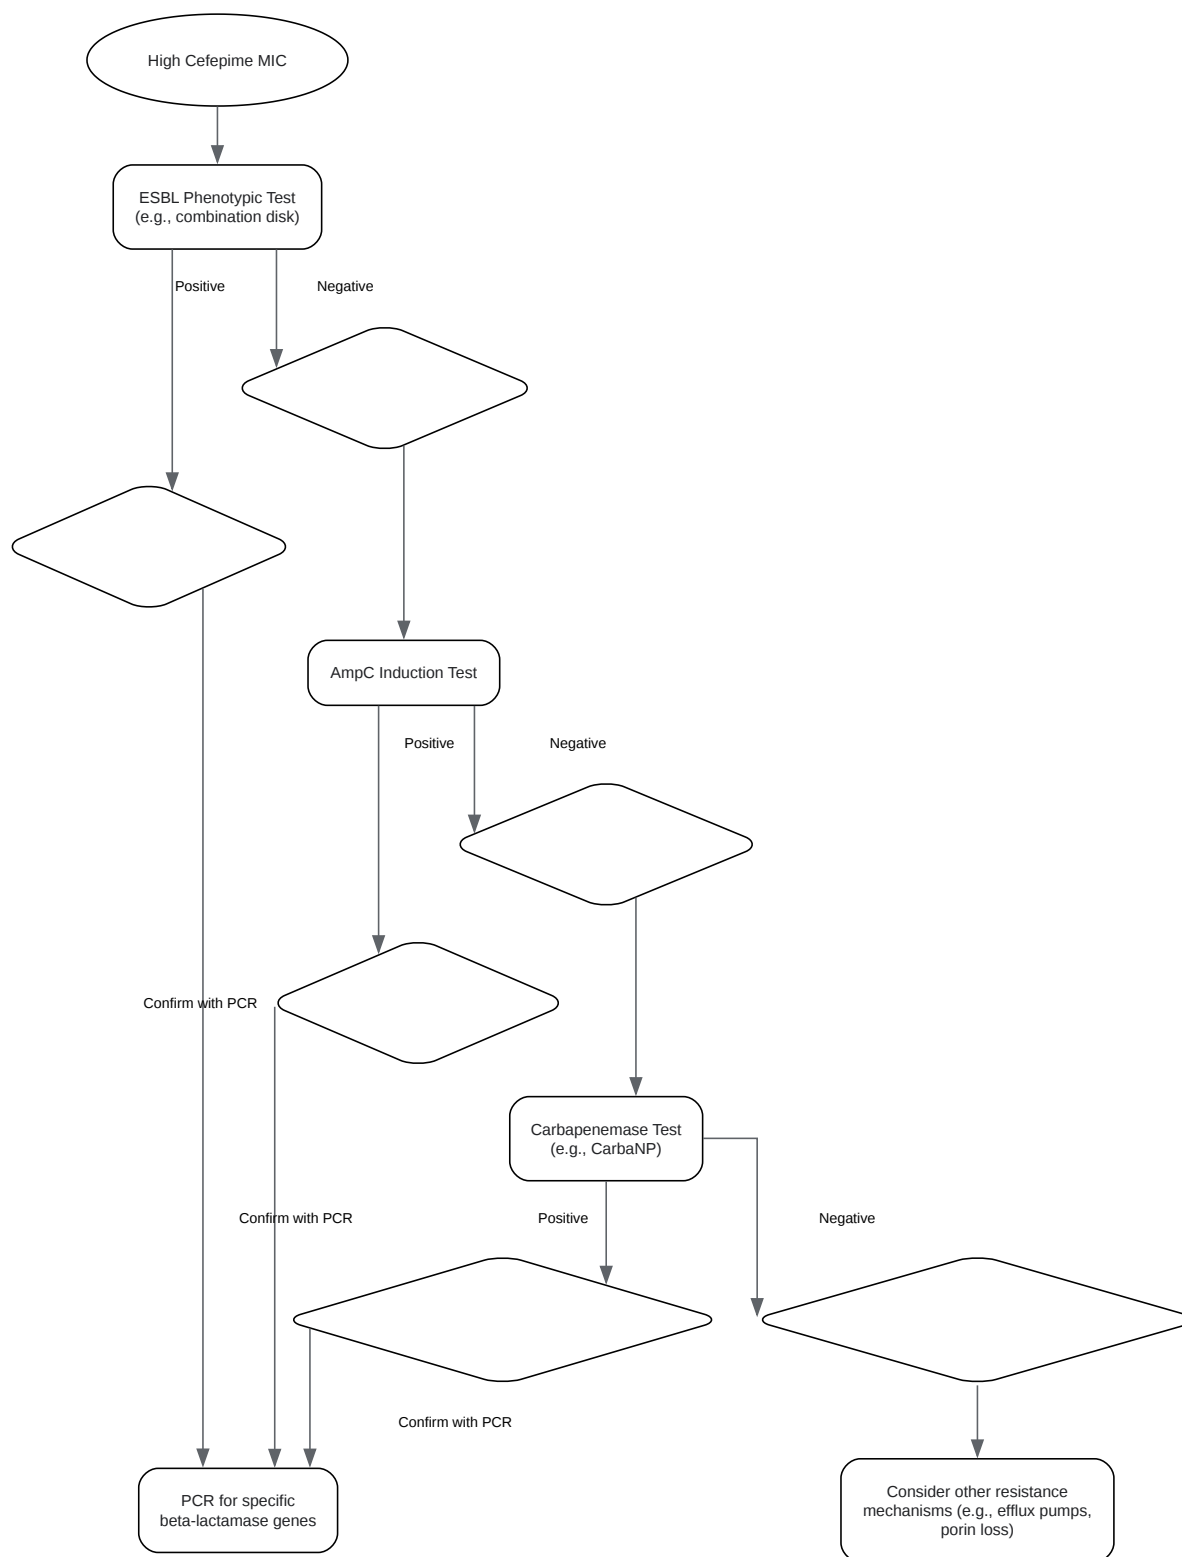 High Cefepime MIC
ESBL Phenotypic Test
(e.g., combination disk)
Positive
Negative
AmpC Induction Test
Positive
Negative
Confirm with PCR
Carbapenemase Test
(e.g., CarbaNP)
Confirm with PCR
Positive
Negative
Confirm with PCR
PCR for specific
beta-lactamase genes
Consider other resistance
mechanisms (e.g., efflux pumps,
porin loss)